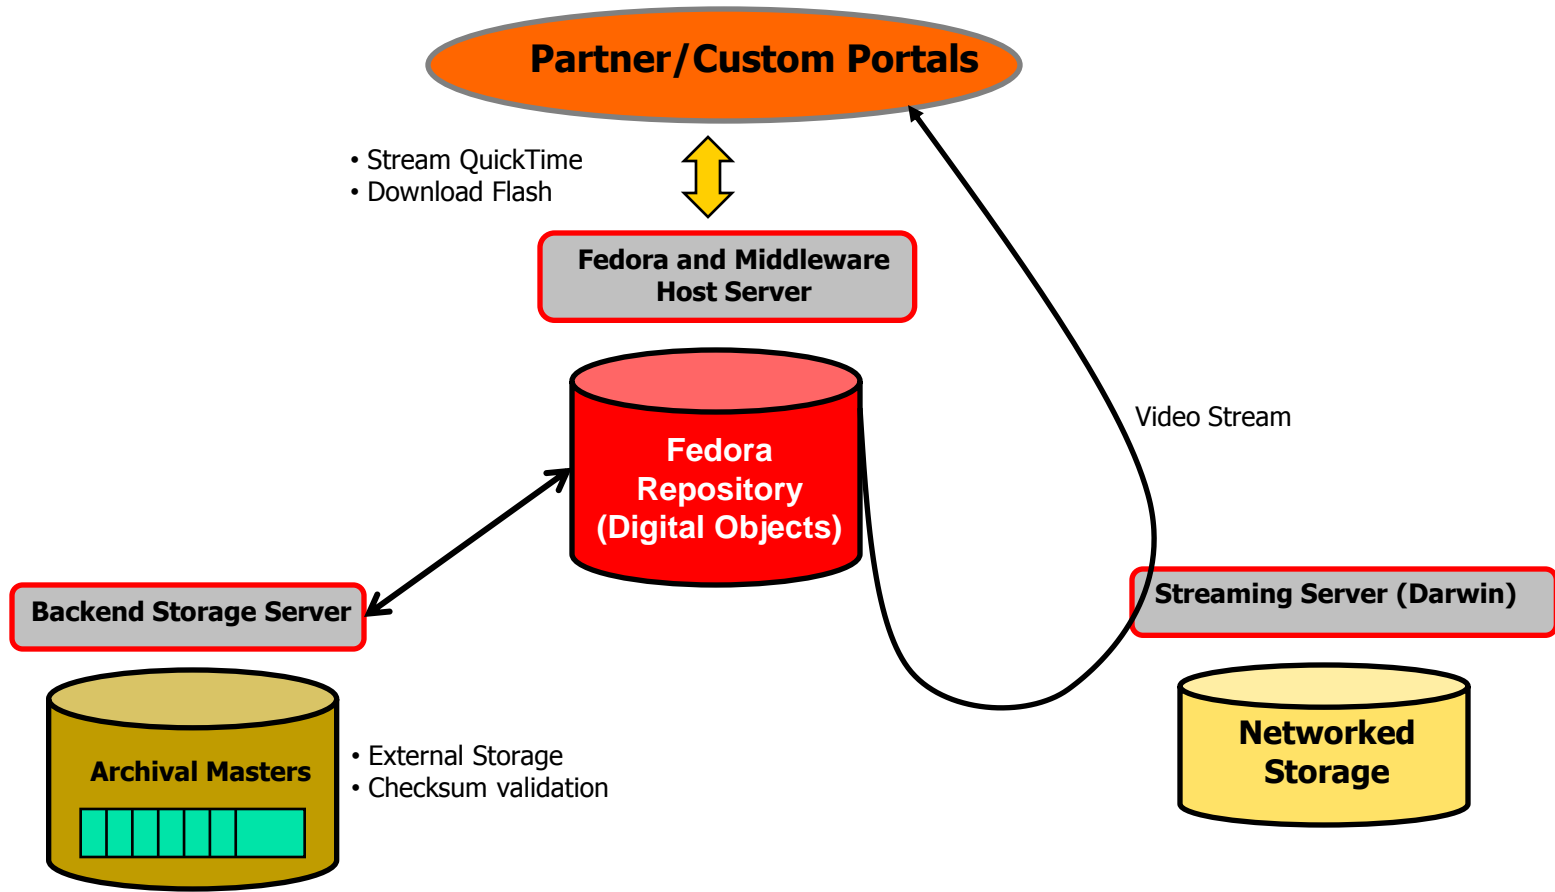 Partner/Custom Portals
• Stream QuickTime
• Download Flash
Fedora and Middleware
Host Server
Video Stream
Fedora
Repository
(Digital Objects)
Backend Storage Server
Streaming Server (Darwin)
Archival Masters
• External Storage
• Checksum validation
Networked
Storage